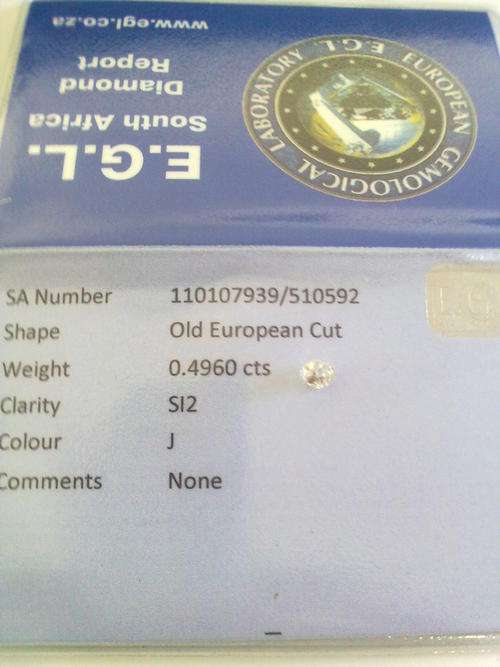 E.G.L.
South Africa
Diamond
Report
www.egl.co.za
EUROPEAN GEMOLOGICAL LABORATORY
E.G.L.
SA Number 110107939/510592
Shape Old European Cut
Weight 0.4960 cts
Clarity SI2
Colour J
Comments None